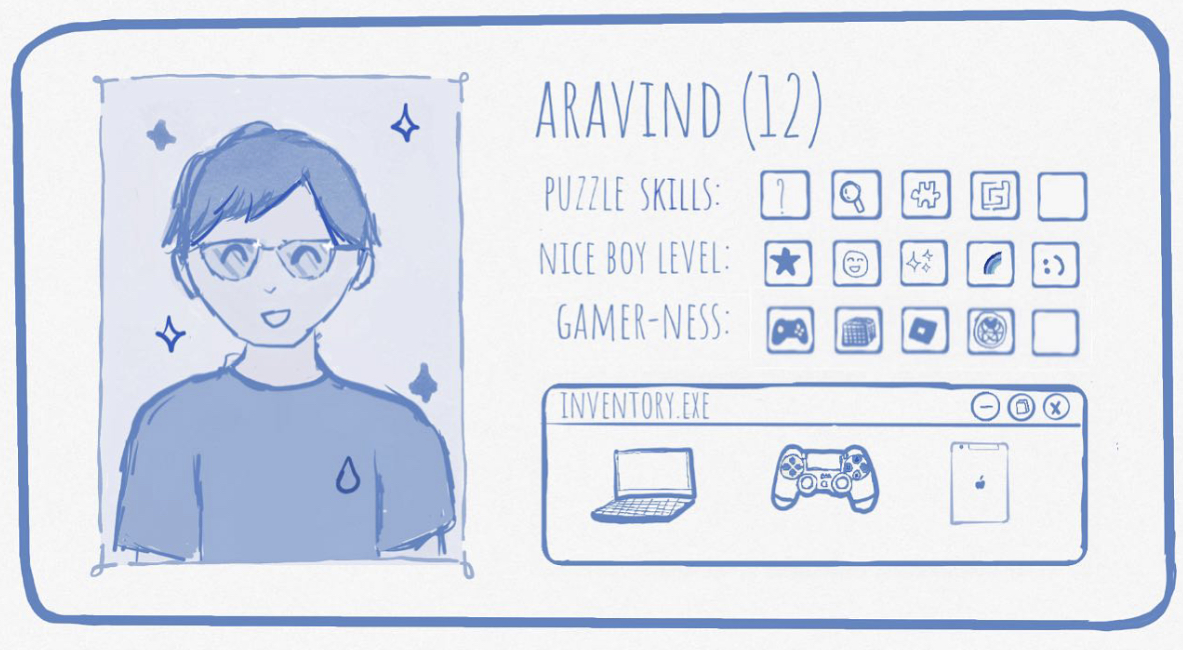 ARAVIND (12)
PUZZLE SKILLS: ?
NICE BOY LEVEL: :)
GAMER-NESS:
INVENTORY.EXE